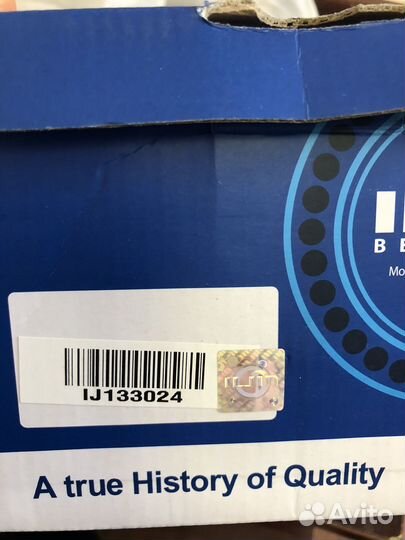 Mo
IJ133024
A true History of Quality
Avito